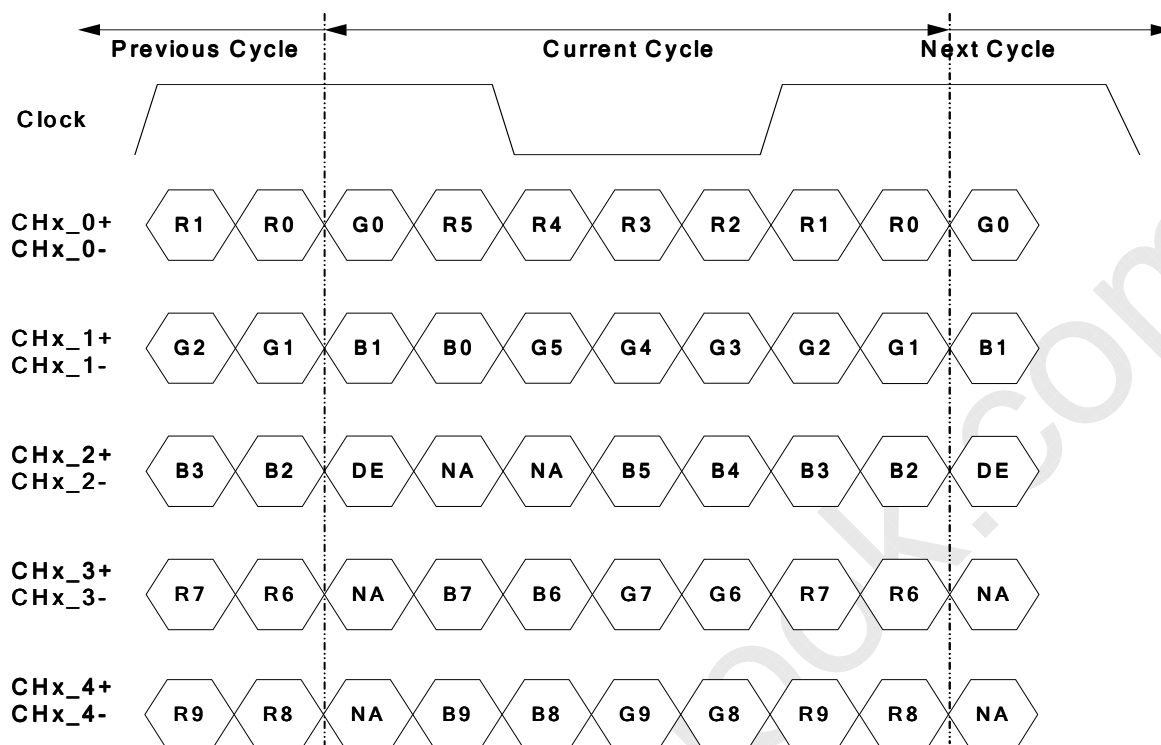 Previous Cycle Current Cycle Next Cycle
Clock
CHx_0+ R1 R0 G0 R5 R4 R3 R2 R1 R0 G0
CHx_0-
CHx_1+ G2 G1 B1 B0 G5 G4 G3 G2 G1 B1
CHx_1-
CHx_2+ B3 B2 DE NA NA B5 B4 B3 B2 DE
CHx_2-
CHx_3+ R7 R6 NA B7 B6 G7 G6 R7 R6 NA
CHx_3-
CHx_4+ R9 R8 NA B9 B8 G9 G8 R9 R8 NA
CHx_4-
ook.com